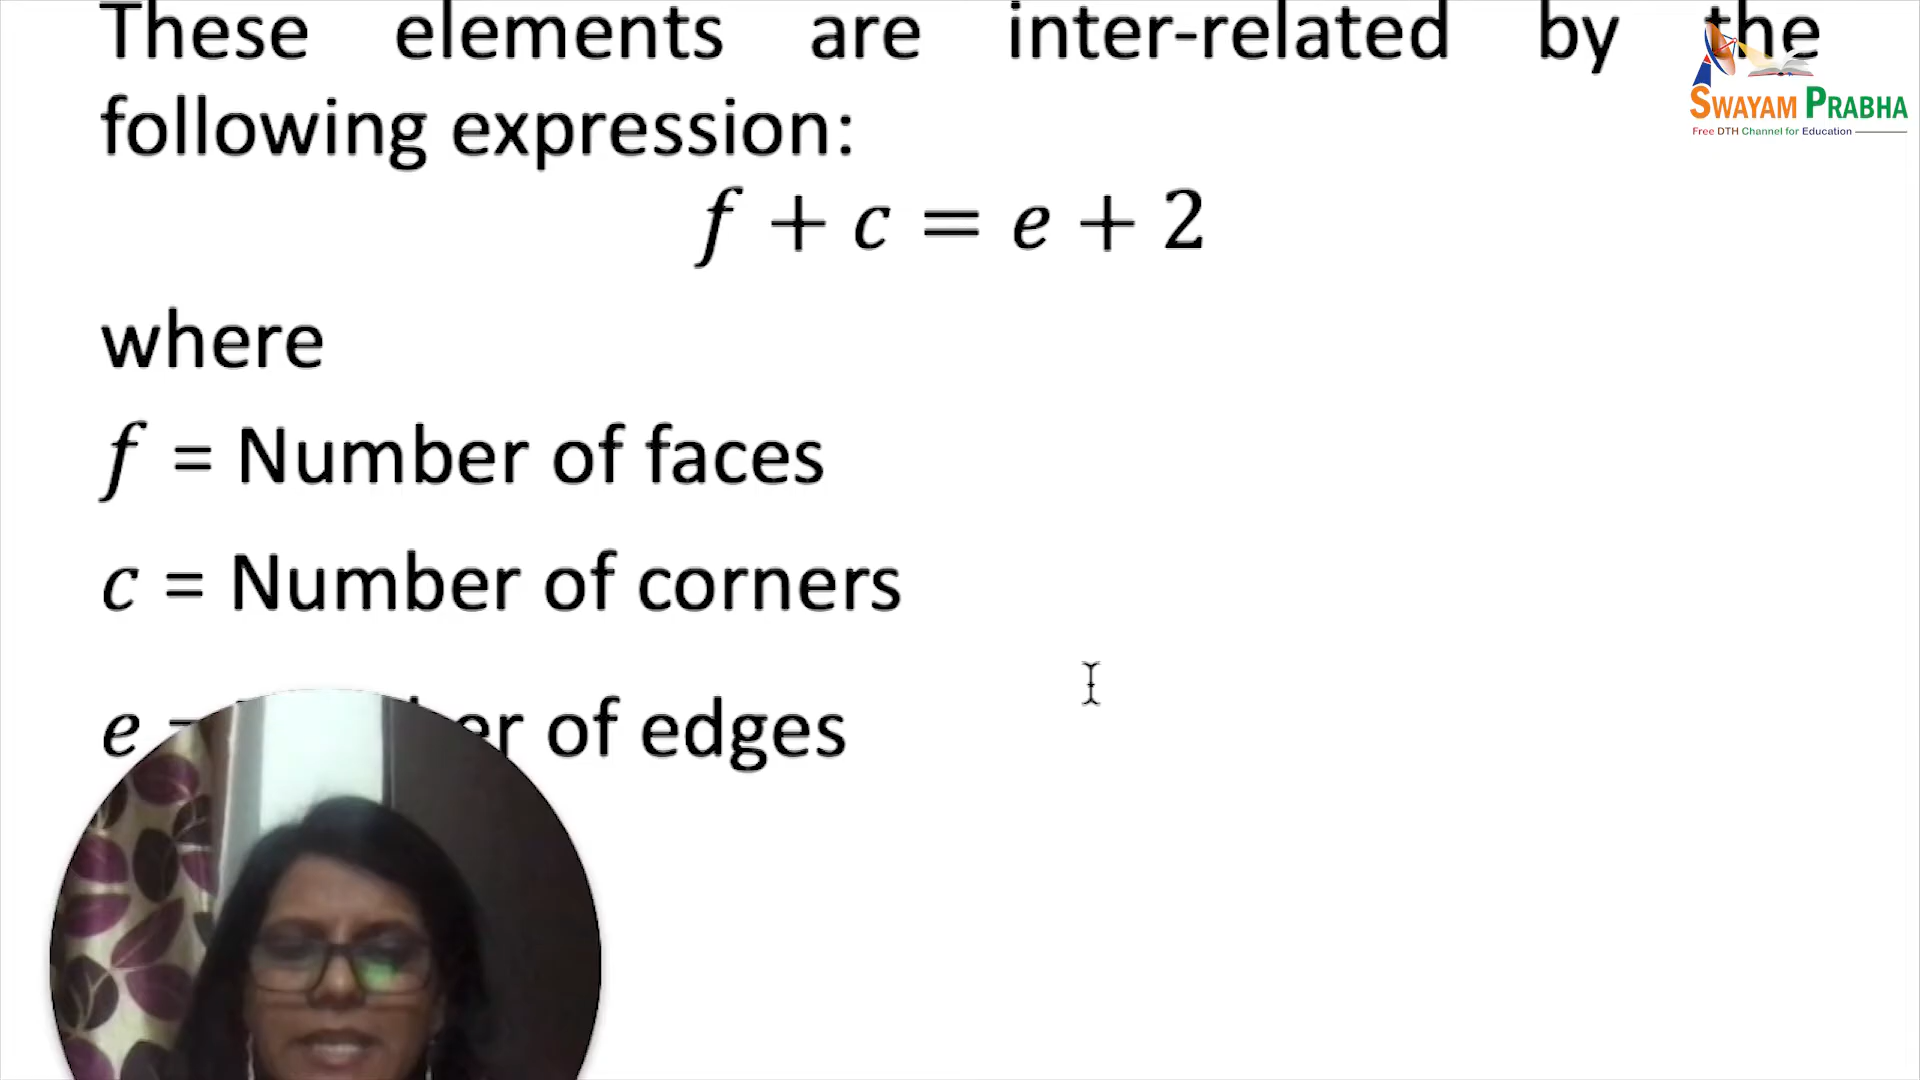 These elements are inter-related by the
following expression:
f + c = e + 2
where
f = Number of faces
c = Number of corners
e = of edges
SWAYAM PRABHA
Free DTH Channel for Education